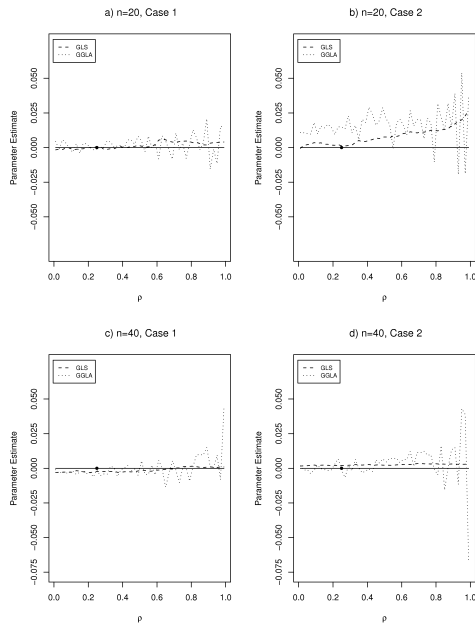 a) n=20, Case 1
GLS
GGLA
Parameter Estimate
0.050
0.025
0.000
−0.025
−0.050
0.0 0.2 0.4 0.6 0.8 1.0
ρ
b) n=20, Case 2
GLS
GGLA
Parameter Estimate
0.050
0.025
0.000
−0.025
−0.050
0.0 0.2 0.4 0.6 0.8 1.0
ρ
c) n=40, Case 1
GLS
GGLA
Parameter Estimate
0.050
0.025
0.000
−0.025
−0.050
−0.075
0.0 0.2 0.4 0.6 0.8 1.0
ρ
d) n=40, Case 2
GLS
GGLA
Parameter Estimate
0.050
0.025
0.000
−0.025
−0.050
−0.075
0.0 0.2 0.4 0.6 0.8 1.0
ρ